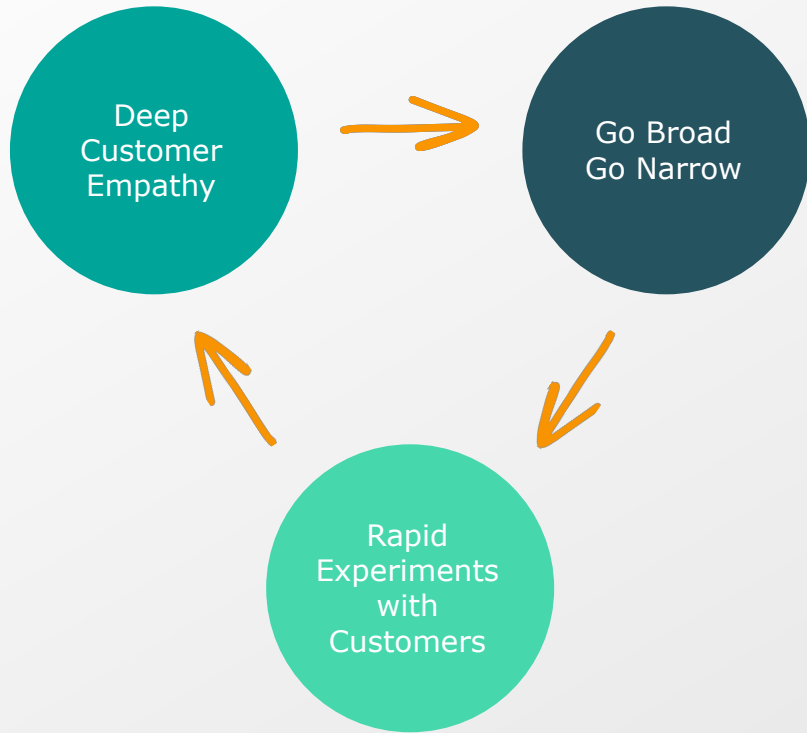 Deep
Customer
Empathy
Go Broad
Go Narrow
Rapid
Experiments
with
Customers